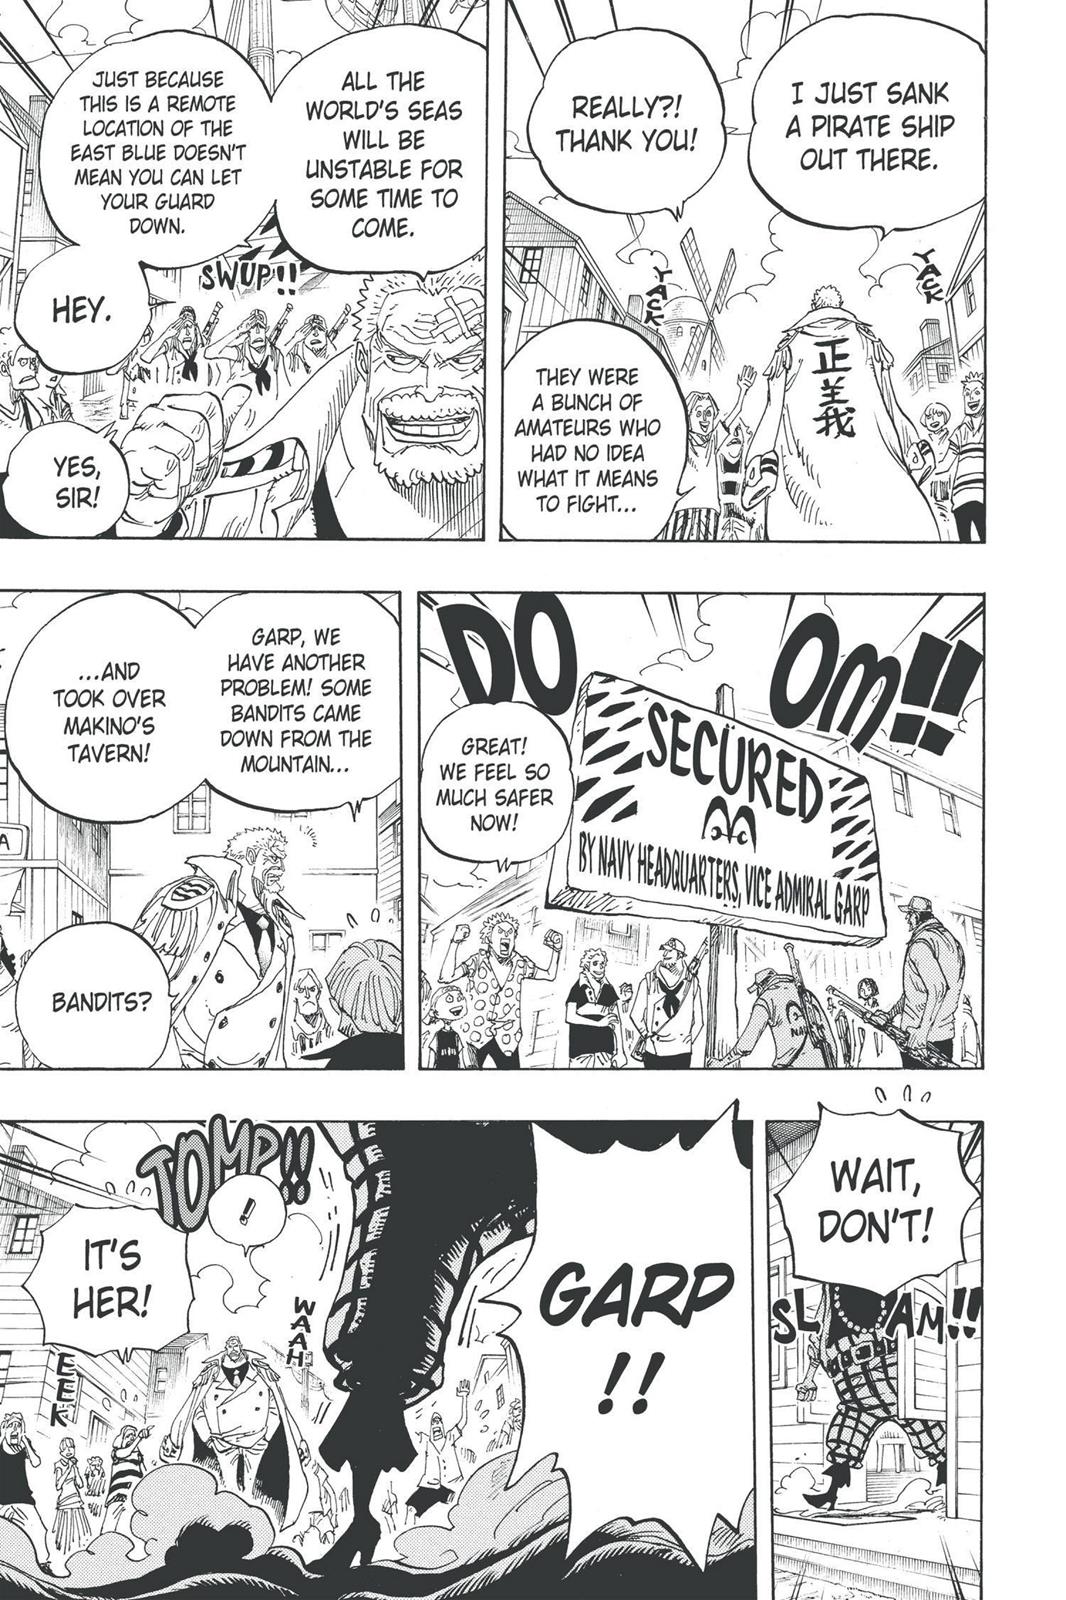 I JUST SANK
A PIRATE SHIP
OUT THERE.
REALLY?!
THANK YOU!
YACK
YACK
正義
THEY WERE
A BUNCH OF
AMATEURS WHO
HAD NO IDEA
WHAT IT MEANS
TO FIGHT...
ALL THE
WORLD'S SEAS
WILL BE
UNSTABLE FOR
SOME TIME TO
COME.
JUST BECAUSE
THIS IS A REMOTE
LOCATION OF THE
EAST BLUE DOESN'T
MEAN YOU CAN LET
YOUR GUARD
DOWN.
SWUP!!
HEY.
YES,
SIR!
DOOM!!
SECURED
BY NAVY HEADQUARTERS, VICE ADMIRAL GARP
GREAT!
WE FEEL SO
MUCH SAFER
NOW!
GARP, WE
HAVE ANOTHER
PROBLEM! SOME
BANDITS CAME
DOWN FROM THE
MOUNTAIN...
...AND
TOOK OVER
MAKINO'S
TAVERN!
A
BANDITS?
WAIT,
DON'T!
SLAM!!
GARP
!!
TOMP!!
!
IT'S
HER!
WAAH
EEEK